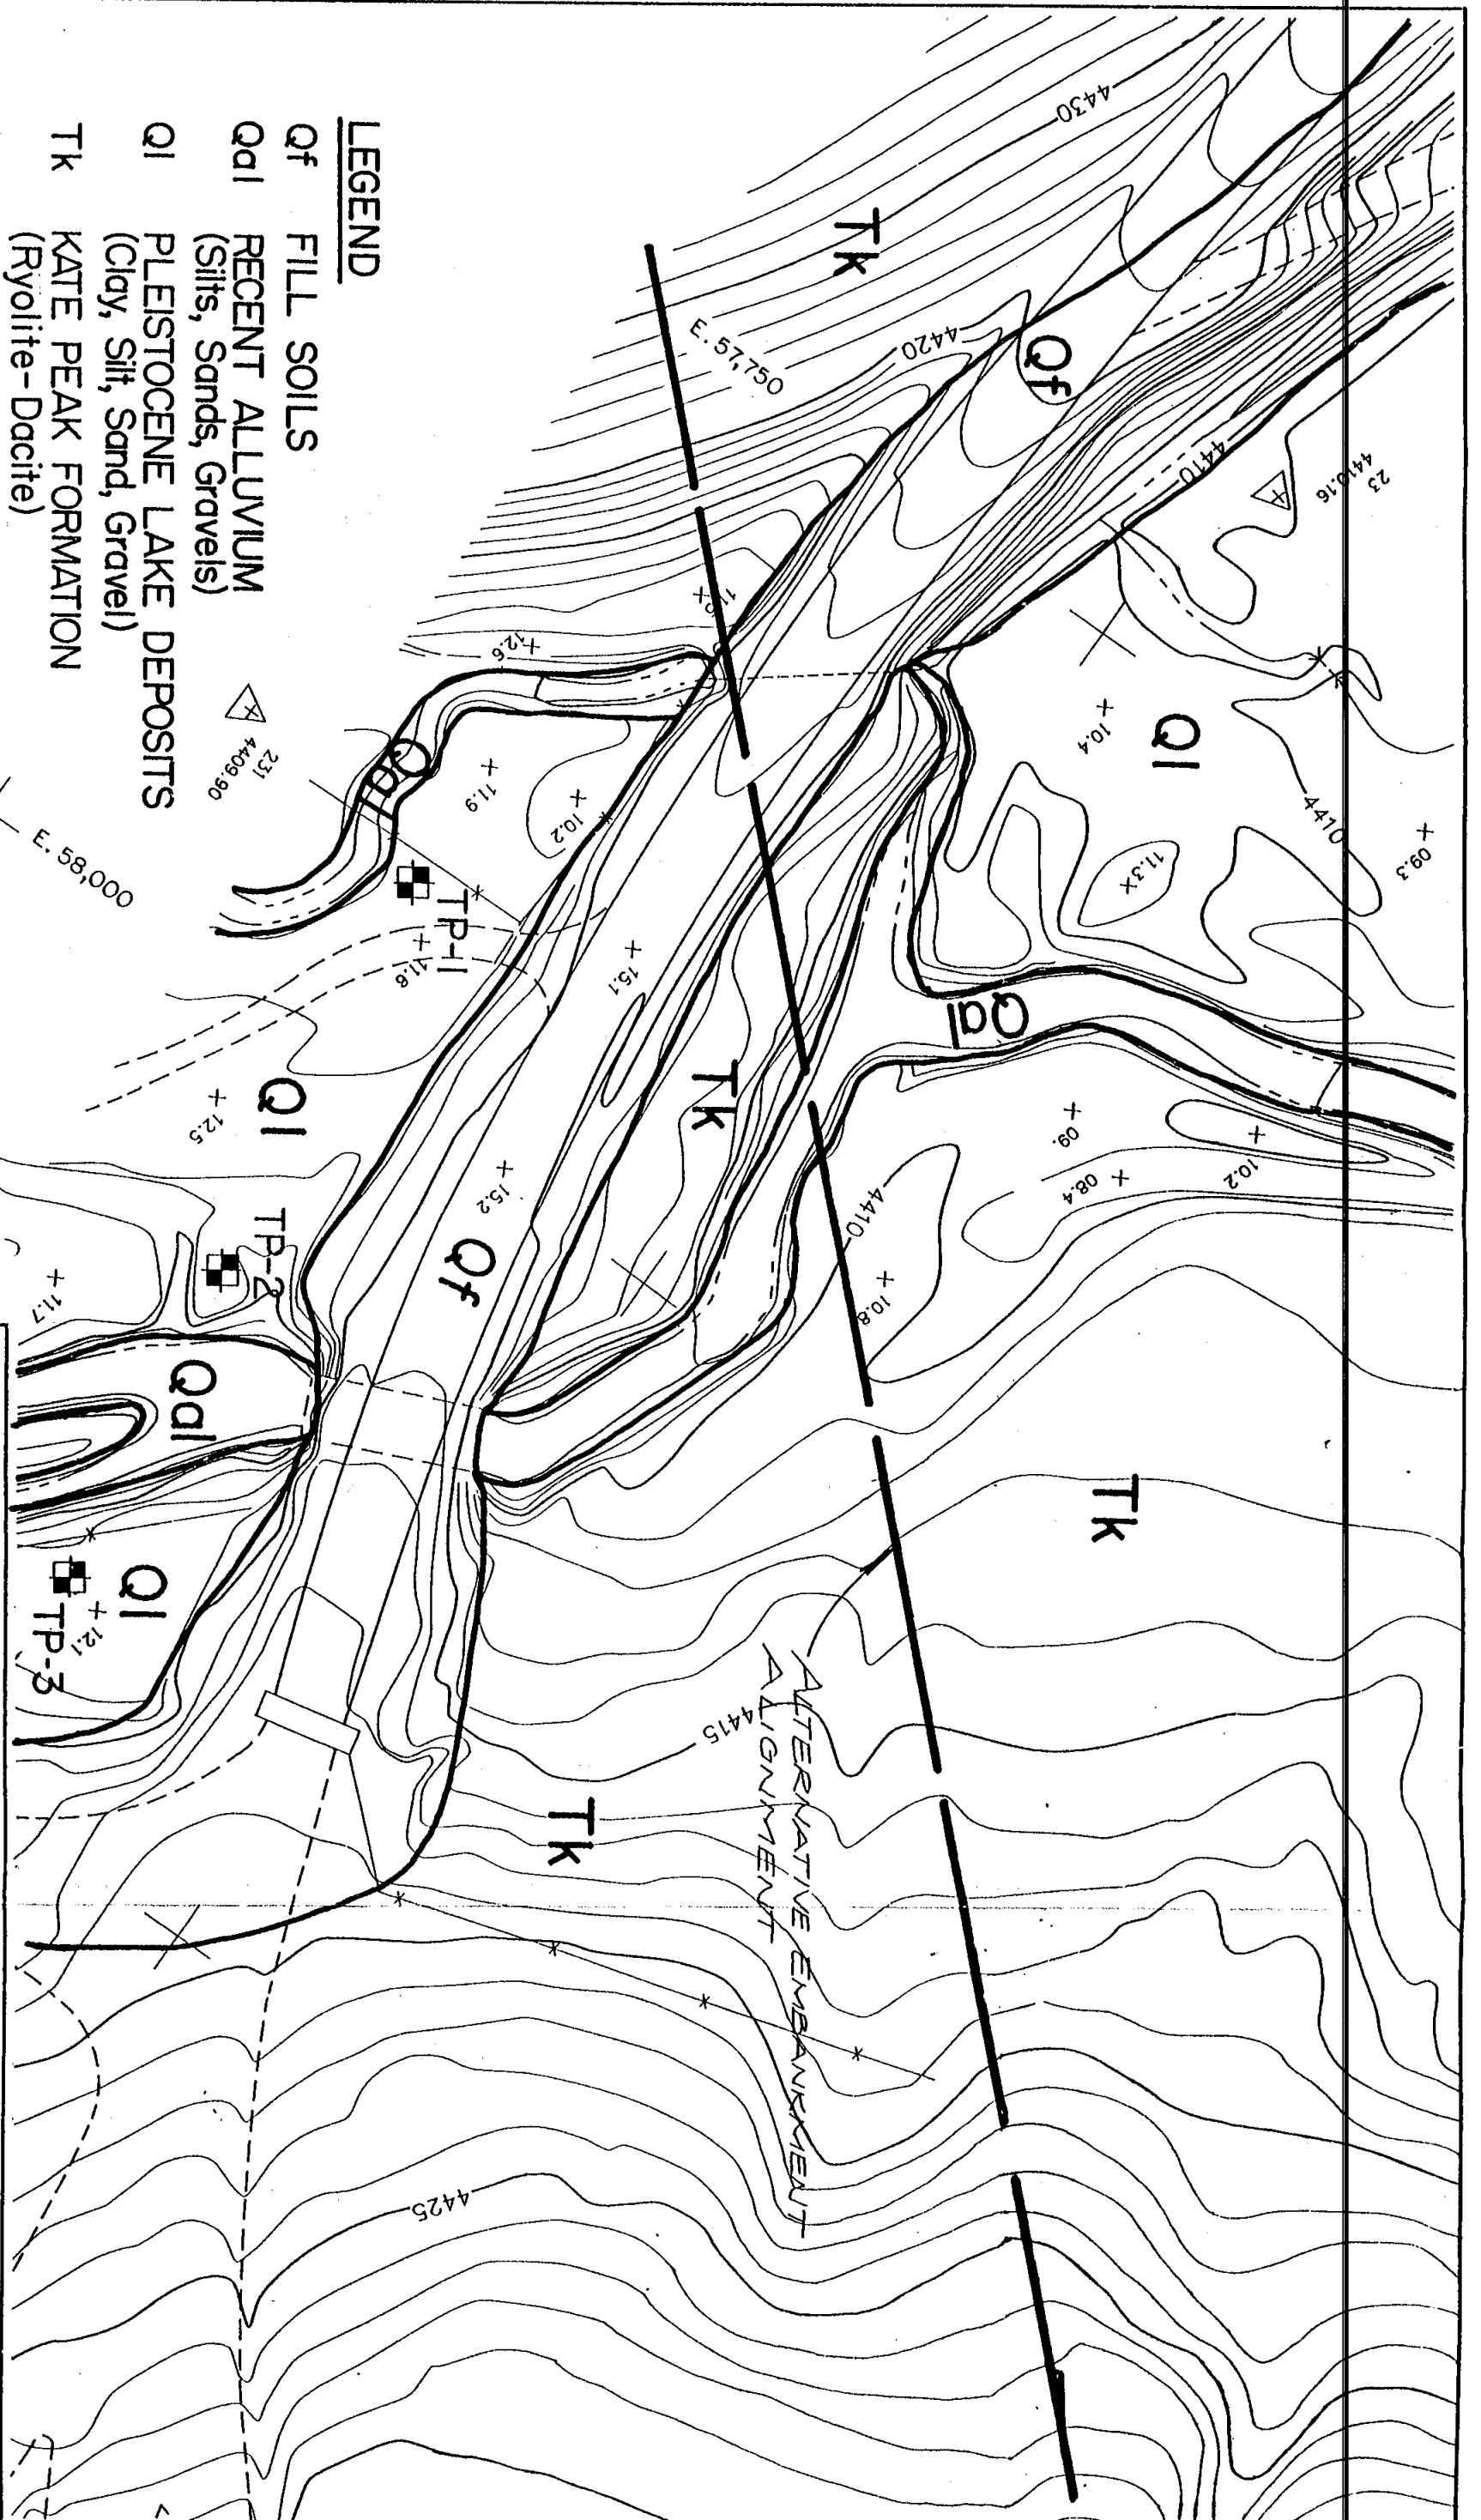 LEGEND
Qf FILL SOILS
Qal RECENT ALLUVIUM
(Silts, Sands, Gravels)
Ql PLEISTOCENE LAKE DEPOSITS
(Clay, Silt, Sand, Gravel)
Tk KATE PEAK FORMATION
(Ryolite-Dacite)
4430
Tk
E. 57,750
4420
Qf
4410
23
4410.16
12.6
Qal
231
4409.90
E. 58,000
11.9
10.2
TP-1
11.8
15.1
10.4
Ql
4410
09.3
11.3
Qal
Tk
Ql
12.5
TP-2
11.7
15.2
Qf
09.
08.4
10.2
4410
10.8
Qal
Ql
12.1
TP-3
Tk
4415
ALTERNATIVE EMBANKMENT
ALIGNMENT
Tk
4425